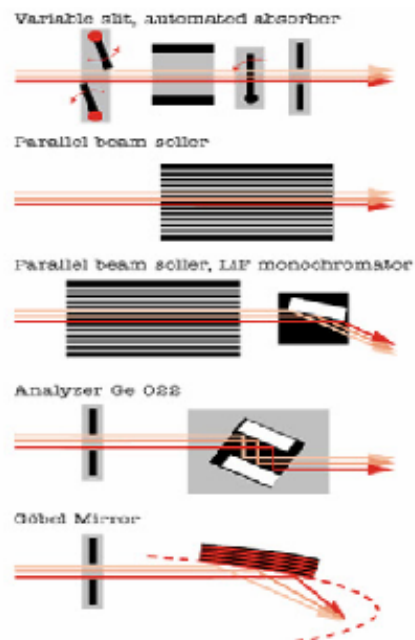 Variable slit, automated absorber
Parallel beam soller
Parallel beam soller, LiF monochromator
Analyzer Ge 022
Göbel Mirror